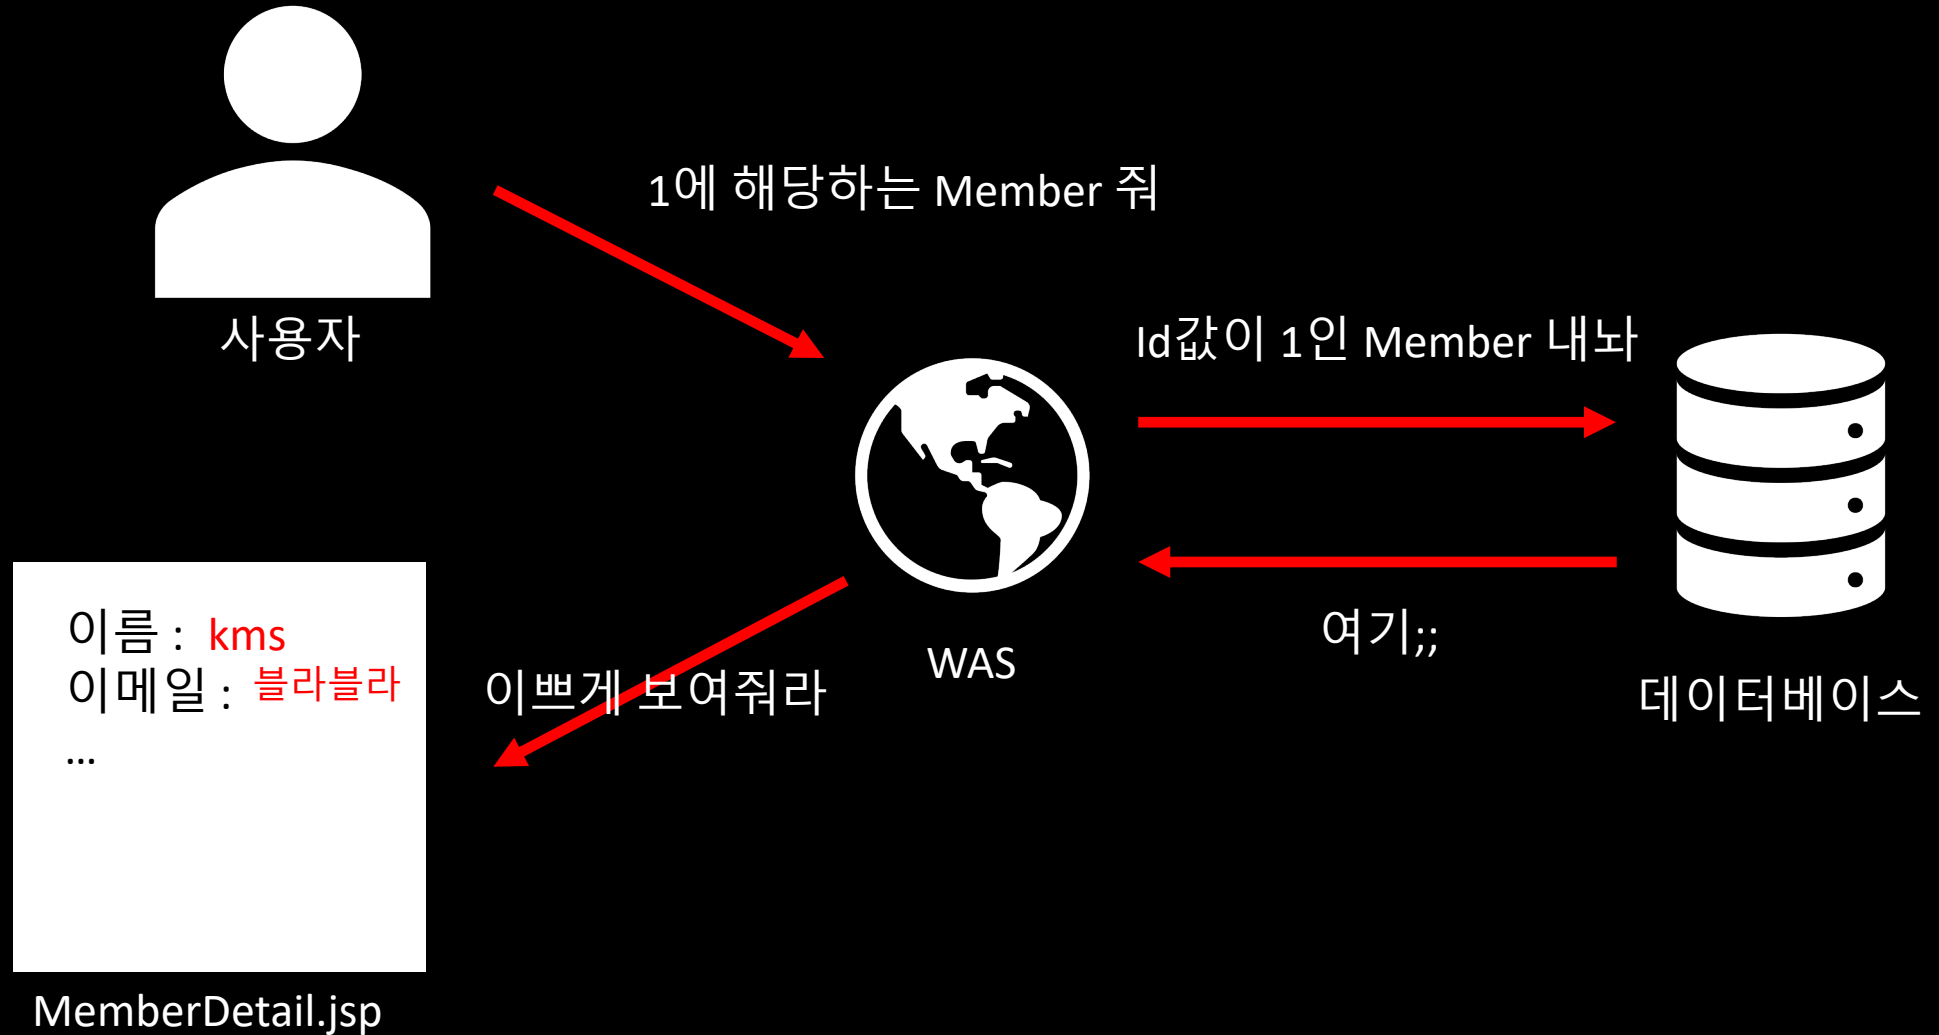 1에 해당하는 Member 줘
사용자
Id값이 1인 Member 내놔
여기;;
WAS
데이터베이스
이쁘게 보여줘라
이름 : kms
이메일 : 블라블라
...
MemberDetail.jsp